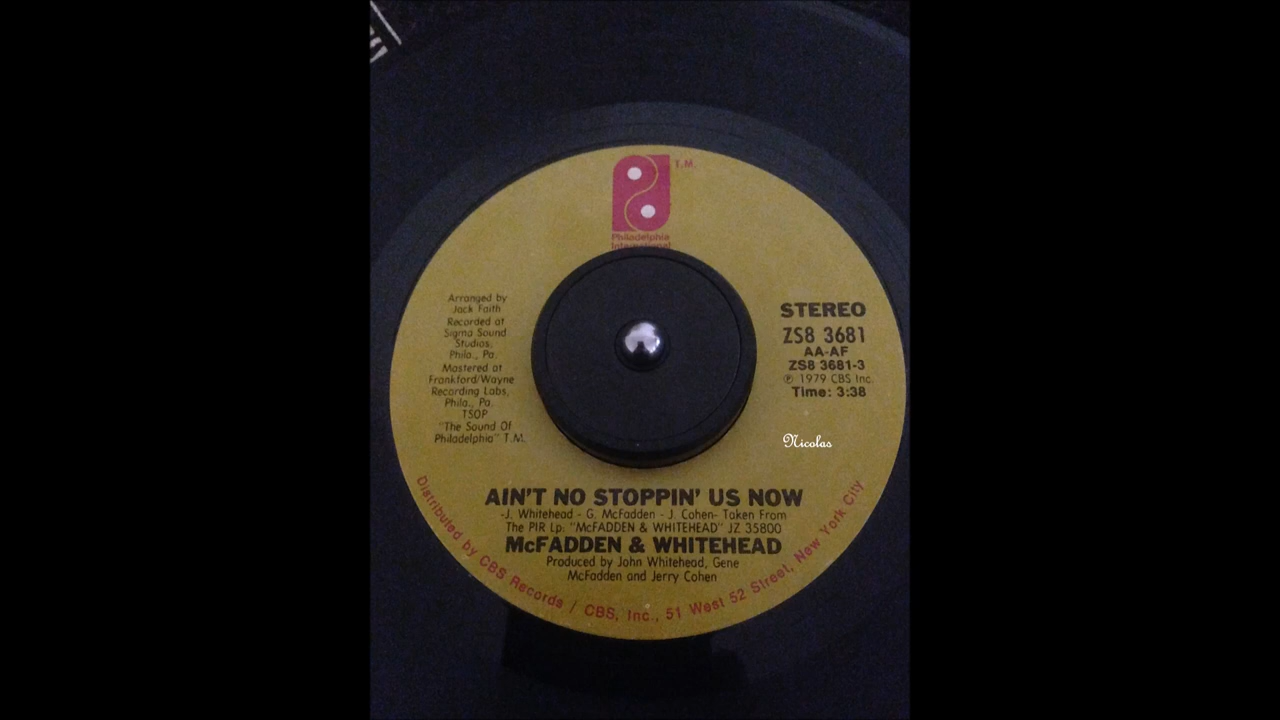 T.M.
Philadelphia
International
Arranged by
Jack Faith
Recorded at
Sigma Sound
Studios,
Phila., Pa.
Mastered at
Frankford/Wayne
Recording Labs,
Phila., Pa.
TSOP
"The Sound Of
Philadelphia" T.M.
STEREO
ZS8 3681
AA-AF
ZS8 3681-3
℗ 1979 CBS Inc.
Time: 3:38
Nicolas
AIN'T NO STOPPIN' US NOW
-J. Whitehead - G. McFadden - J. Cohen- Taken From
The PIR Lp: "McFADDEN & WHITEHEAD" JZ 35800
McFADDEN & WHITEHEAD
Produced by John Whitehead, Gene
McFadden and Jerry Cohen
Distributed by CBS Records / CBS, Inc., 51 West 52 Street, New York City